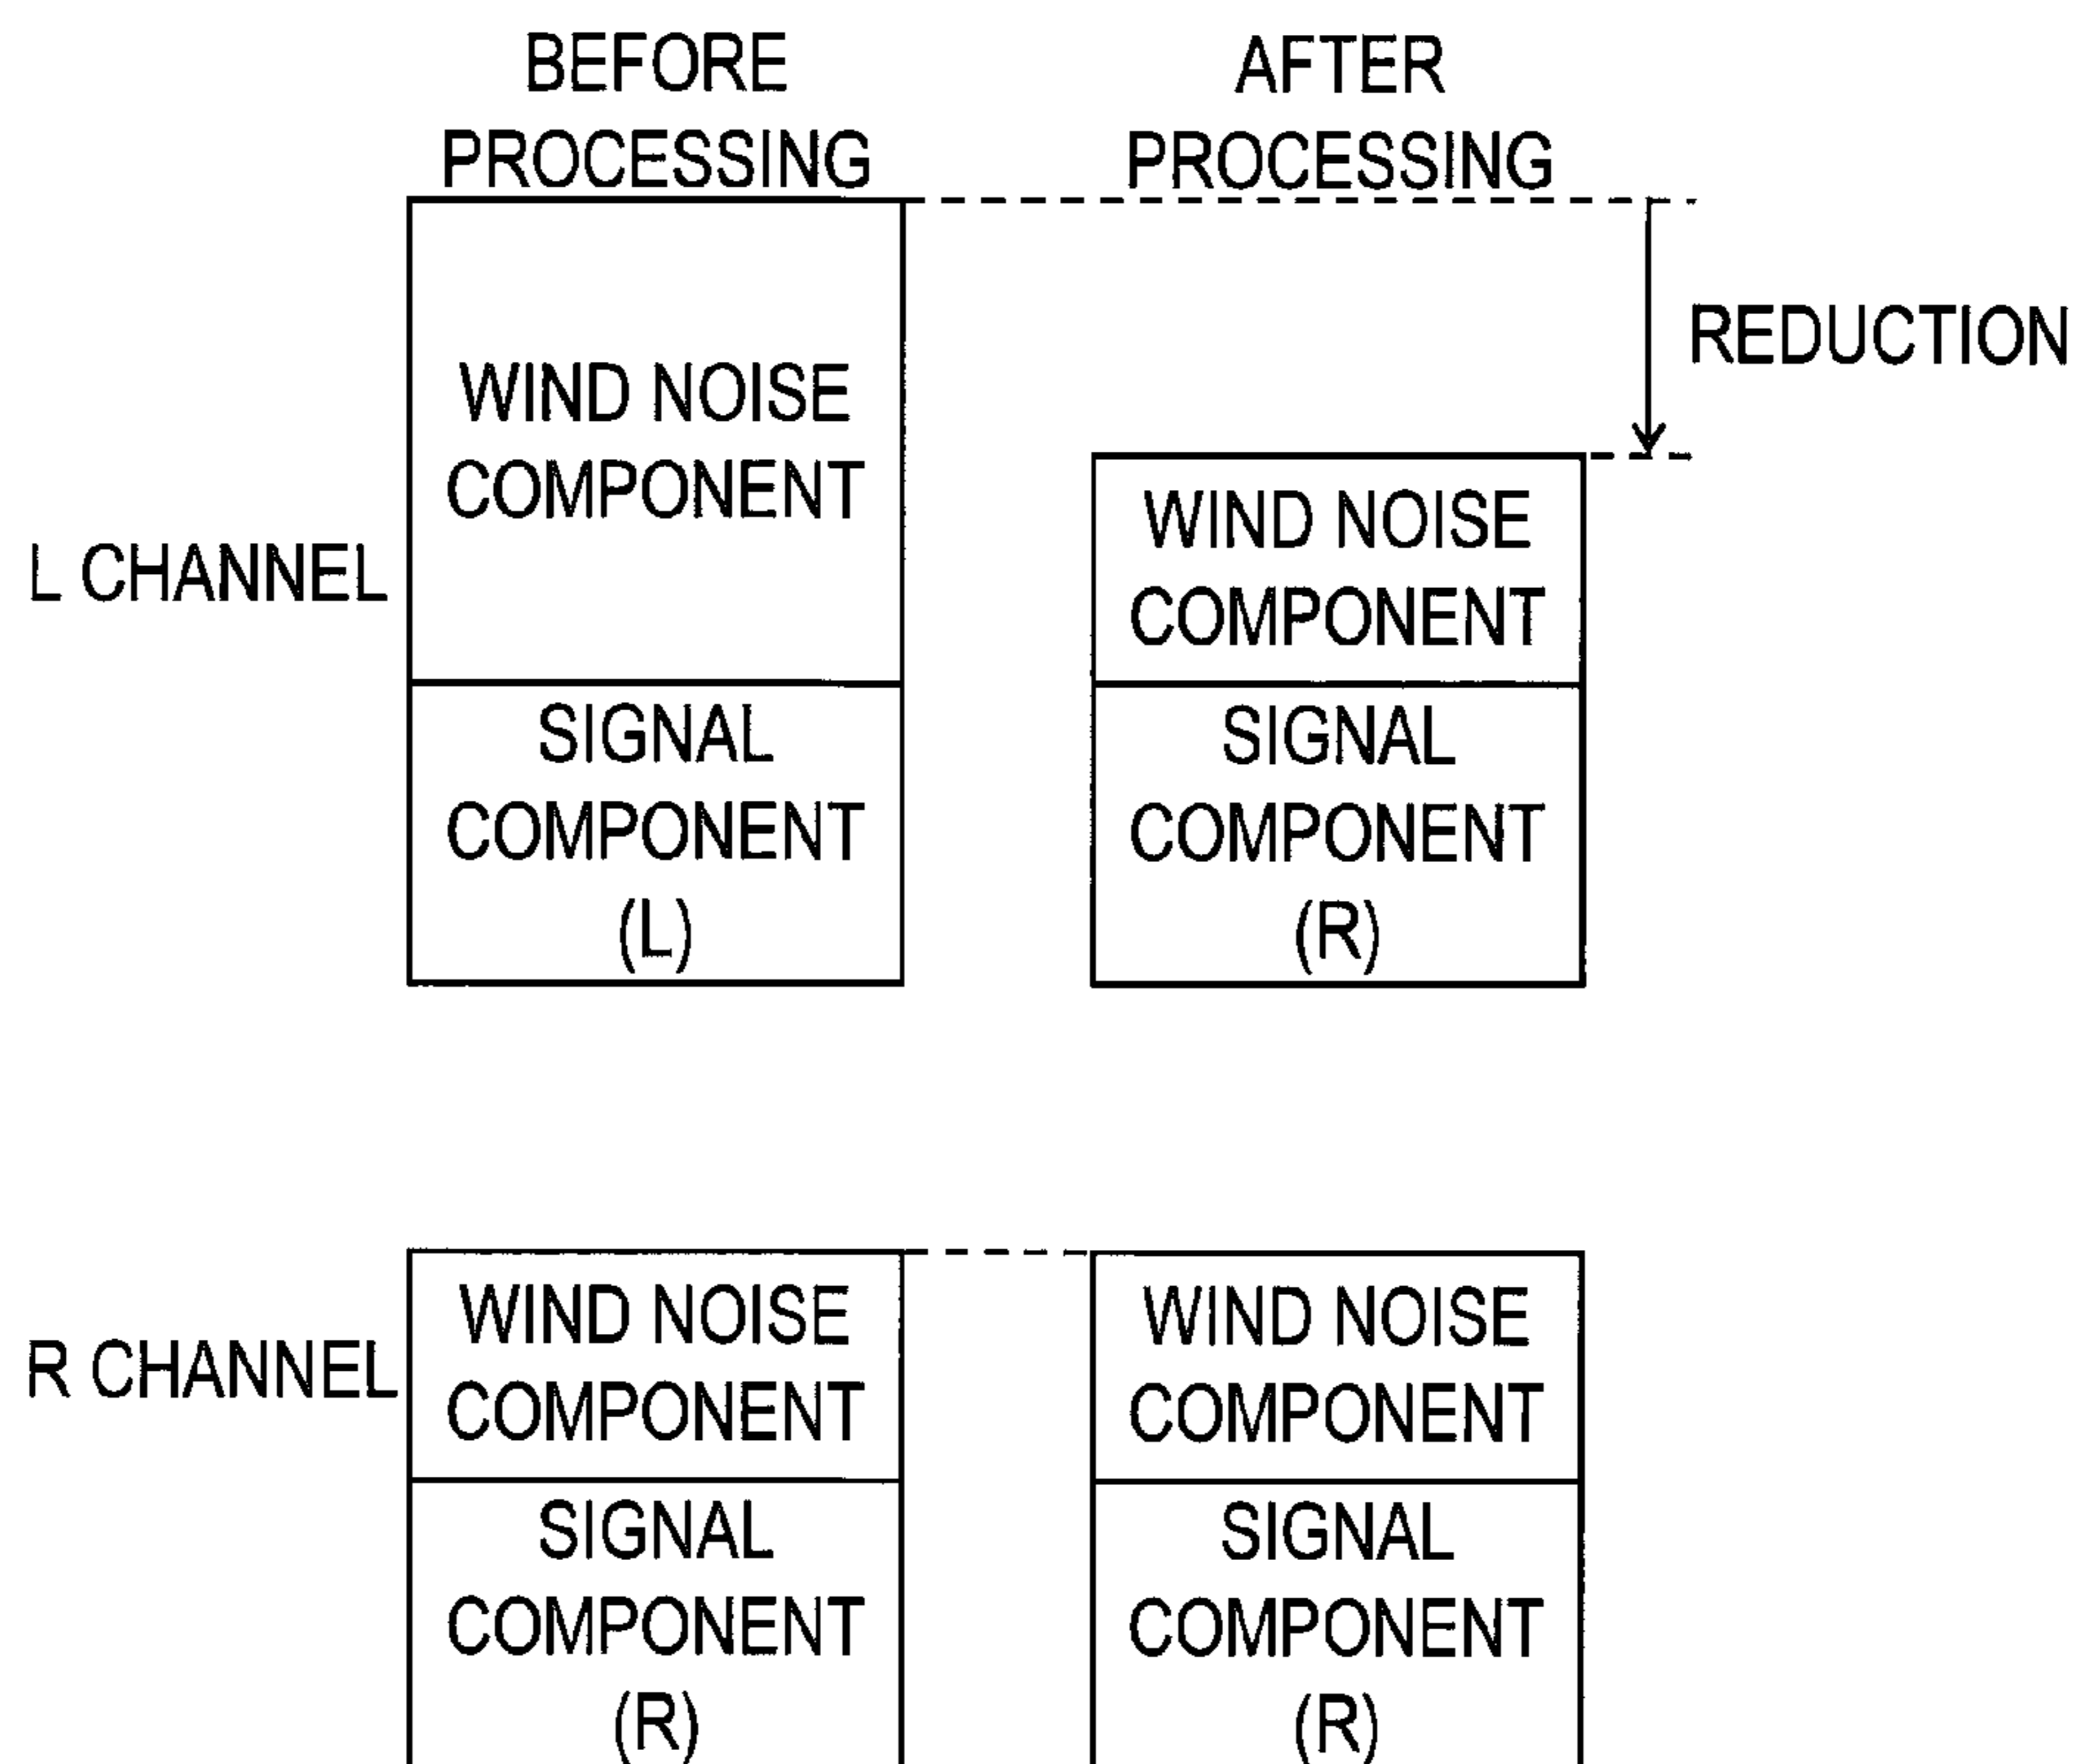 BEFORE
PROCESSING
AFTER
PROCESSING
REDUCTION
L CHANNEL
WIND NOISE
COMPONENT
SIGNAL
COMPONENT
(L)
WIND NOISE
COMPONENT
SIGNAL
COMPONENT
(R)
R CHANNEL
WIND NOISE
COMPONENT
SIGNAL
COMPONENT
(R)
WIND NOISE
COMPONENT
SIGNAL
COMPONENT
(R)